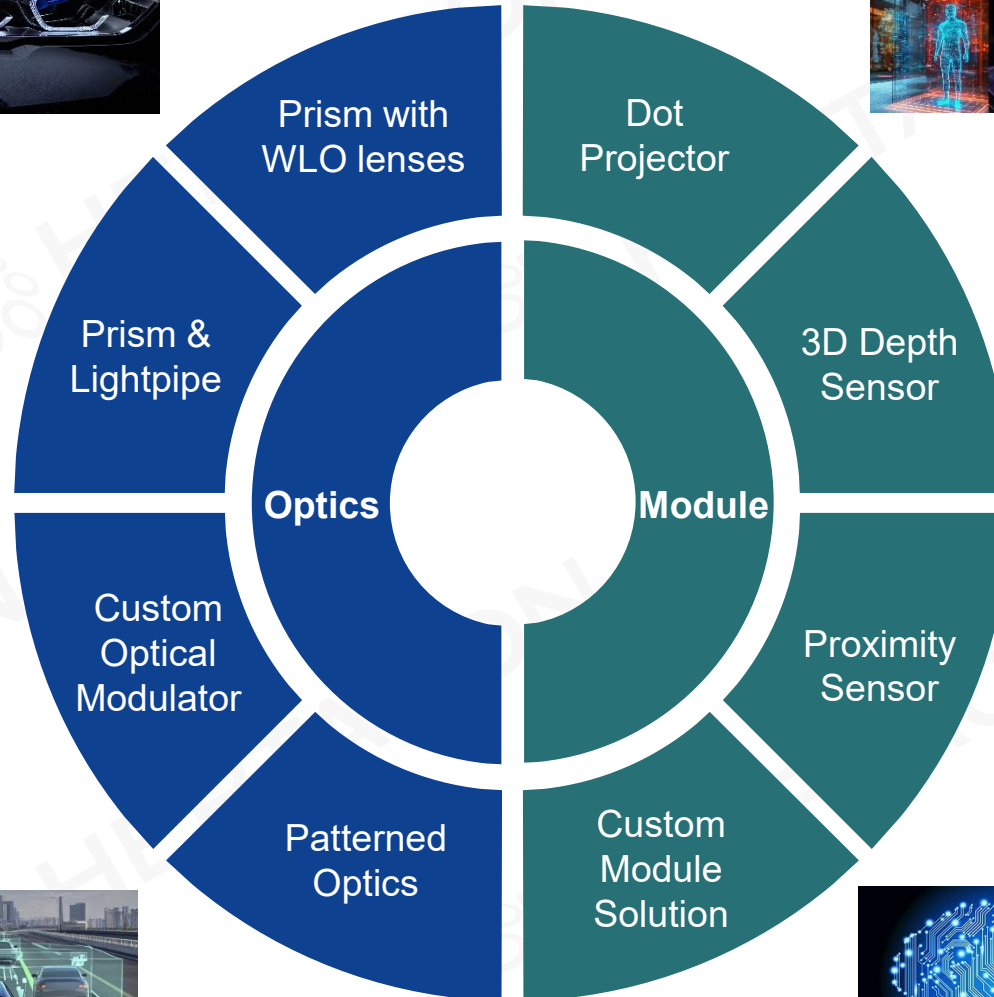 Prism with
WLO lenses
Dot
Projector
Prism &
Lightpipe
3D Depth
Sensor
Optics
Module
Custom
Optical
Modulator
Proximity
Sensor
Patterned
Optics
Custom
Module
Solution